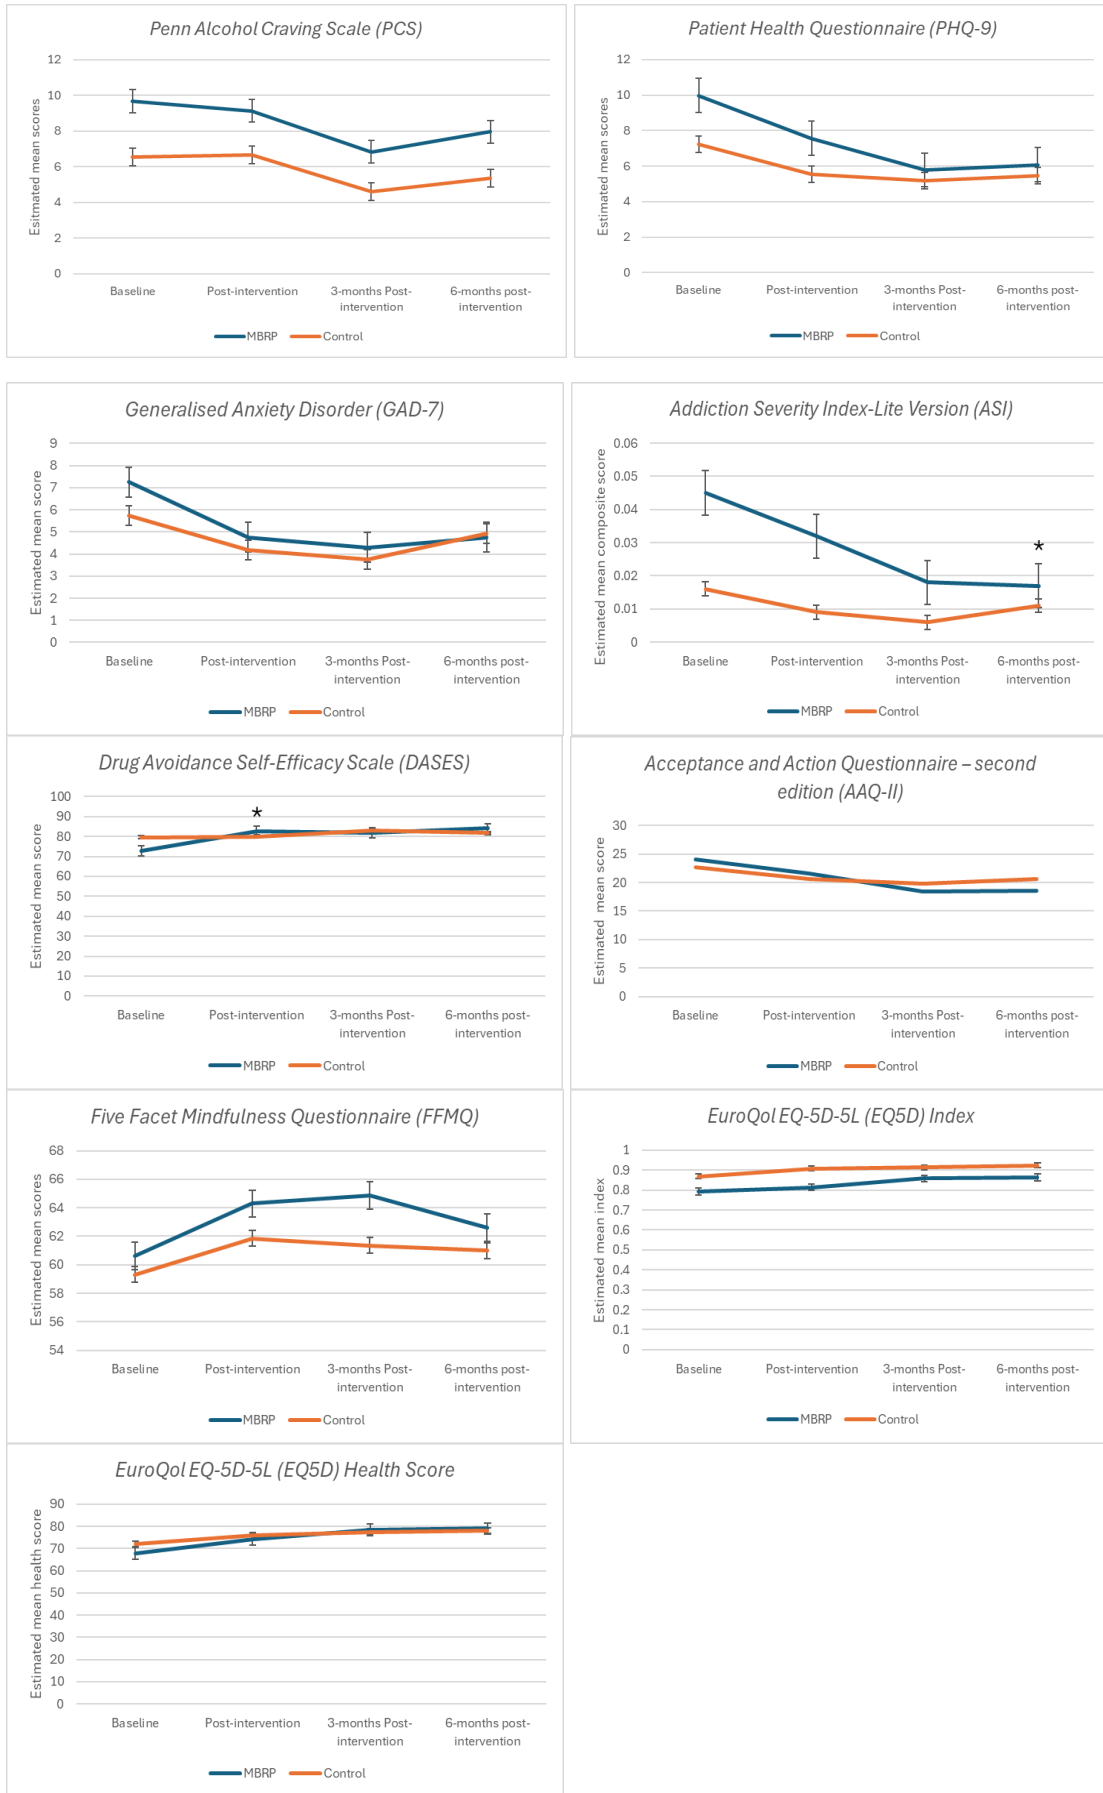 Penn Alcohol Craving Scale (PCS)
Esitmated mean scores
12
10
8
6
4
2
0
Baseline
Post-intervention
3-months Post-
intervention
6-months post-
intervention
MBRP
Control
Patient Health Questionnaire (PHQ-9)
Estimated mean scores
12
10
8
6
4
2
0
Baseline
Post-intervention
3-months Post-
intervention
6-months post-
intervention
MBRP
Control
Generalised Anxiety Disorder (GAD-7)
Estimated mean score
9
8
7
6
5
4
3
2
1
0
Baseline
Post-intervention
3-months Post-
intervention
6-months post-
intervention
MBRP
Control
Addiction Severity Index-Lite Version (ASI)
Estimated mean composite score
0.06
0.05
0.04
0.03
0.02
0.01
0
*
Baseline
Post-intervention
3-months Post-
intervention
6-months post-
intervention
MBRP
Control
Drug Avoidance Self-Efficacy Scale (DASES)
Estimated mean score
100
90
80
70
60
50
40
30
20
10
0
*
Baseline
Post-intervention
3-months Post-
intervention
6-months post-
intervention
MBRP
Control
Acceptance and Action Questionnaire – second
edition (AAQ-II)
Estimated mean score
30
25
20
15
10
5
0
Baseline
Post-intervention
3-months Post-
intervention
6-months post-
intervention
MBRP
Control
Five Facet Mindfulness Questionnaire (FFMQ)
Estimated mean scores
68
66
64
62
60
58
56
54
Baseline
Post-intervention
3-months Post-
intervention
6-months post-
intervention
MBRP
Control
EuroQol EQ-5D-5L (EQ5D) Index
Estimated mean index
1
0.9
0.8
0.7
0.6
0.5
0.4
0.3
0.2
0.1
0
Baseline
Post-intervention
3-months Post-
intervention
6-months post-
intervention
MBRP
Control
EuroQol EQ-5D-5L (EQ5D) Health Score
Estimated mean health score
90
80
70
60
50
40
30
20
10
0
Baseline
Post-intervention
3-months Post-
intervention
6-months post-
intervention
MBRP
Control